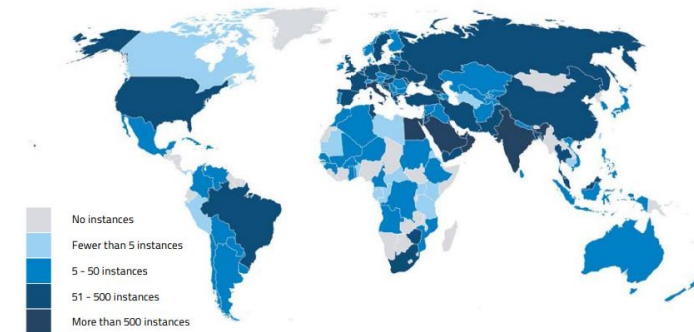 No instances
Fewer than 5 instances
5 - 50 instances
51 - 500 instances
More than 500 instances